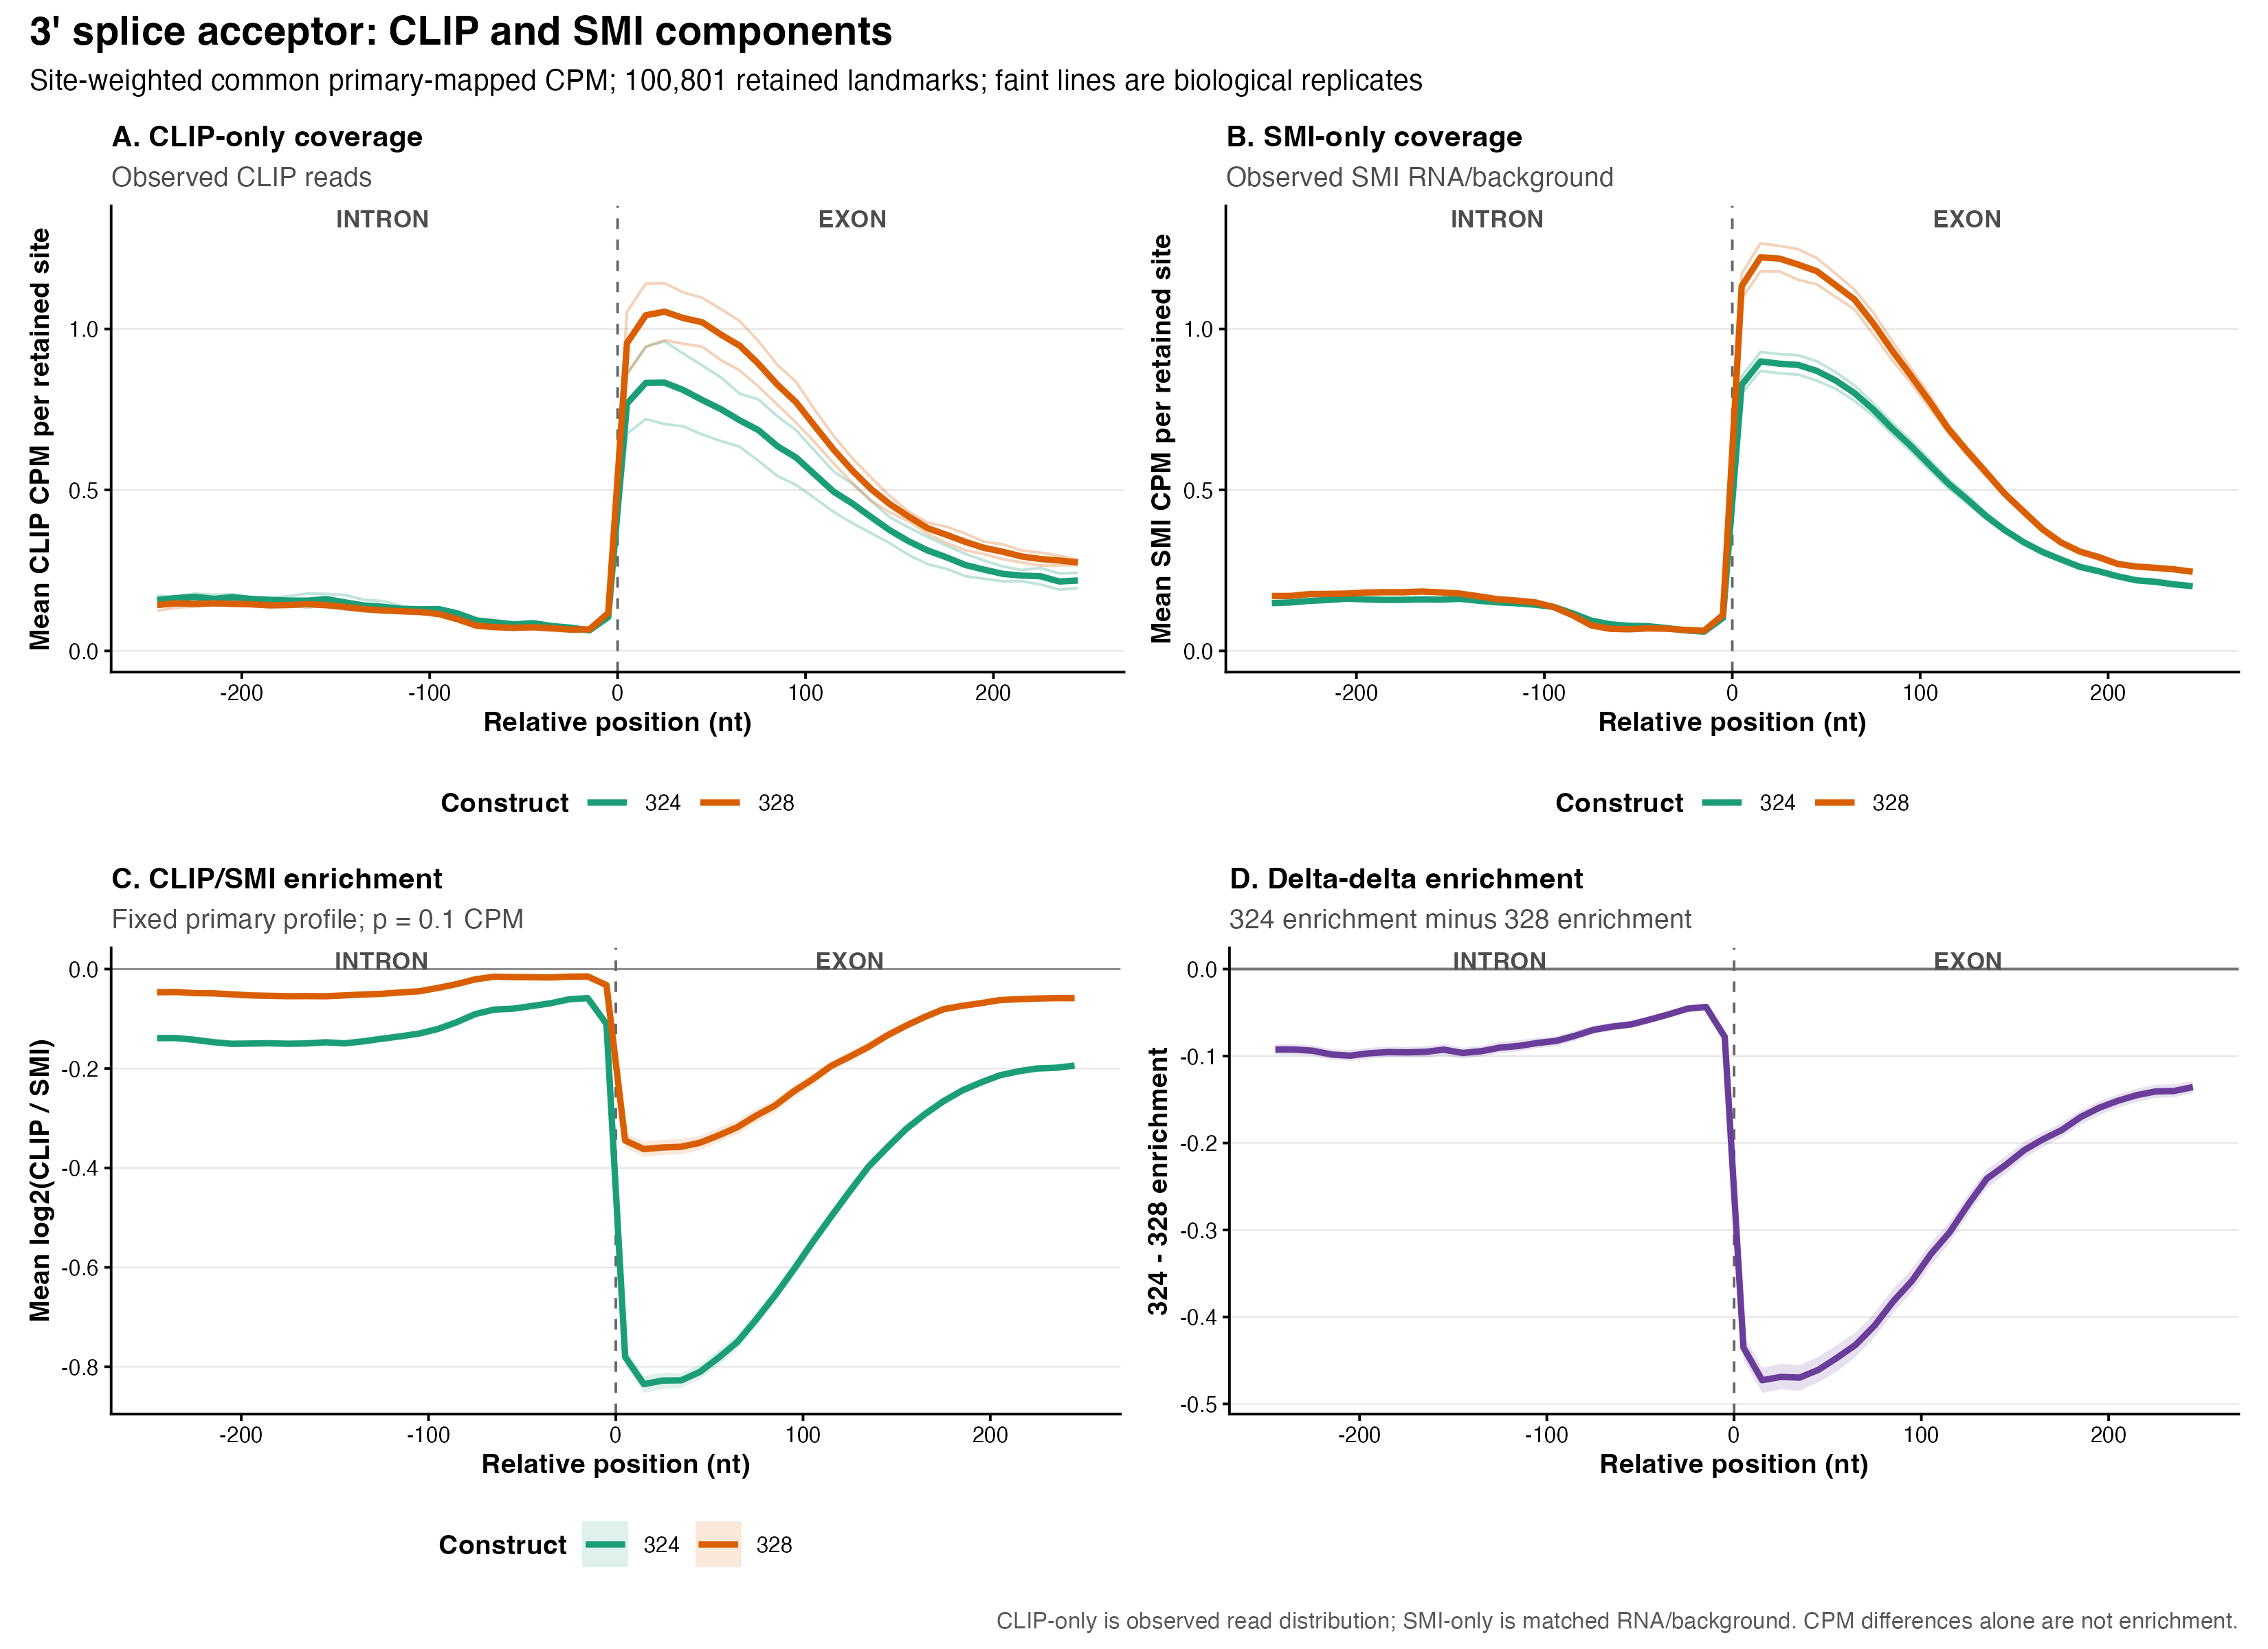 3' splice acceptor: CLIP and SMI components
Site-weighted common primary-mapped CPM; 100,801 retained landmarks; faint lines are biological replicates
A. CLIP-only coverage
Observed CLIP reads
INTRON
EXON
Mean CLIP CPM per retained site
1.0
0.5
0.0
-200
-100
0
100
200
Relative position (nt)
Construct 324 328
B. SMI-only coverage
Observed SMI RNA/background
INTRON
EXON
Mean SMI CPM per retained site
1.0
0.5
0.0
-200
-100
0
100
200
Relative position (nt)
Construct 324 328
C. CLIP/SMI enrichment
Fixed primary profile; p = 0.1 CPM
INTRON
EXON
Mean log2(CLIP / SMI)
0.0
-0.2
-0.4
-0.6
-0.8
-200
-100
0
100
200
Relative position (nt)
Construct 324 328
D. Delta-delta enrichment
324 enrichment minus 328 enrichment
INTRON
EXON
324 - 328 enrichment
0.0
-0.1
-0.2
-0.3
-0.4
-0.5
-200
-100
0
100
200
Relative position (nt)
CLIP-only is observed read distribution; SMI-only is matched RNA/background. CPM differences alone are not enrichment.